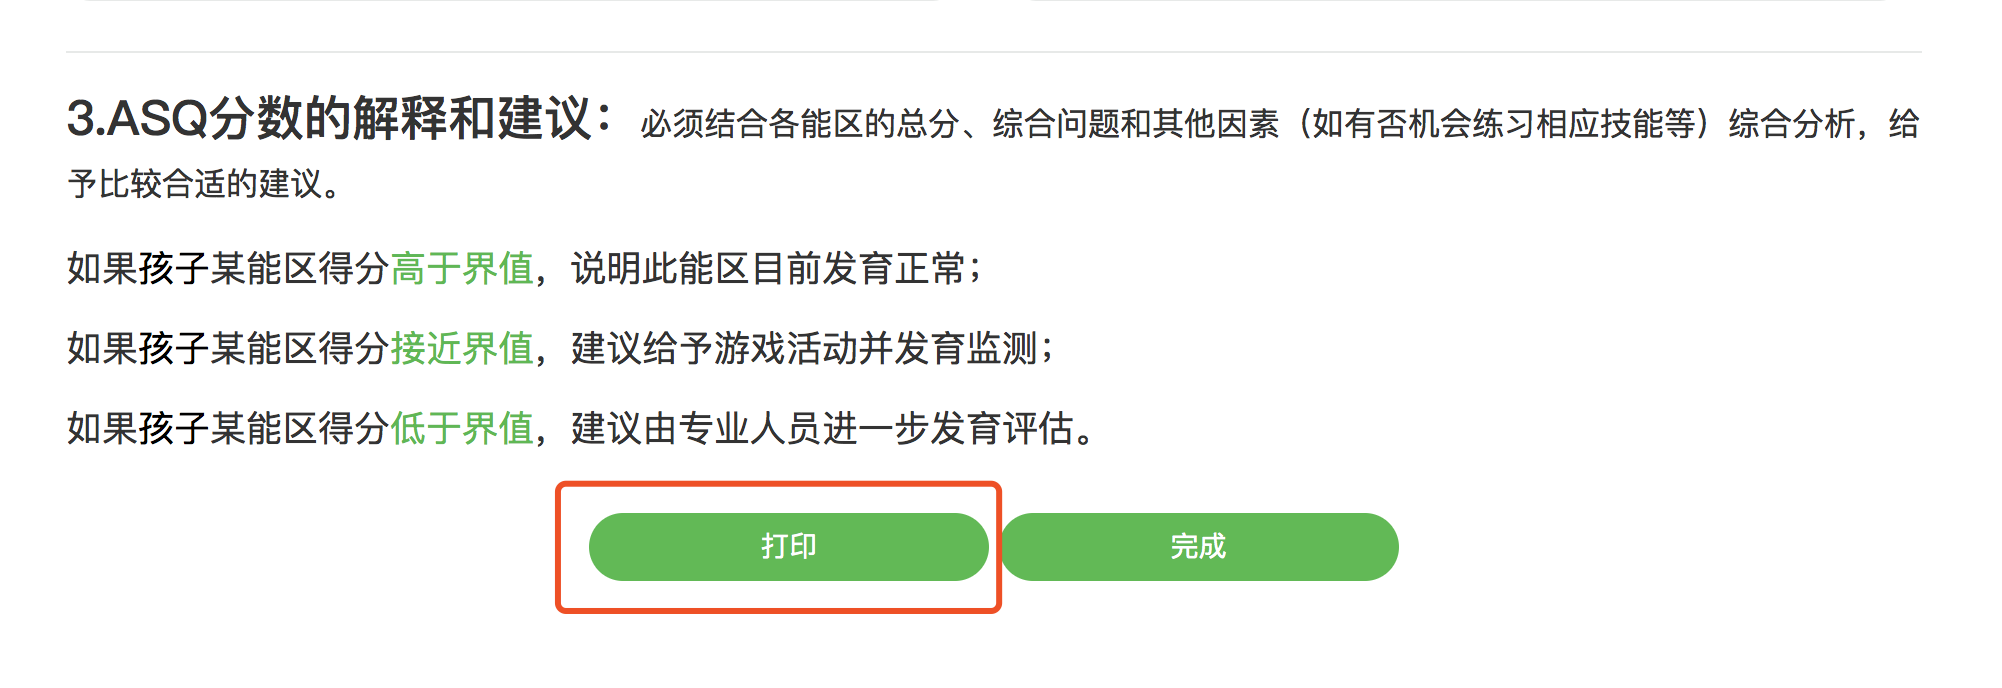 3.ASQ分数的解释和建议：必须结合各能区的总分、综合问题和其他因素（如有否机会练习相应技能等）综合分析，给
予比较合适的建议。
如果孩子某能区得分高于界值，说明此能区目前发育正常；
如果孩子某能区得分接近界值，建议给予游戏活动并发育监测；
如果孩子某能区得分低于界值，建议由专业人员进一步发育评估。
打印
完成